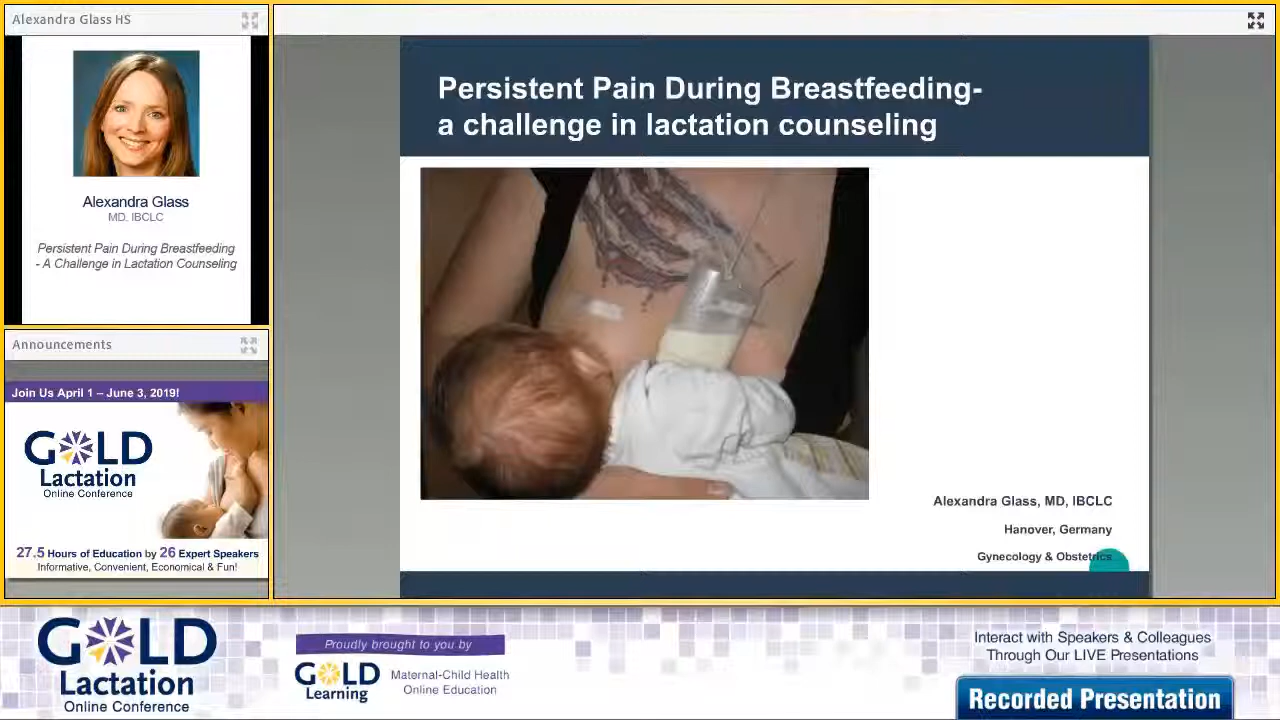 Alexandra Glass HS
Alexandra Glass
MD. IBCLC
Persistent Pain During Breastfeeding
- A Challenge in Lactation Counseling
Persistent Pain During Breastfeeding-
a challenge in lactation counseling
Alexandra Glass, MD, IBCLC
Hanover, Germany
Gynecology & Obstetrics
Announcements
Join Us April 1 – June 3, 2019!
GOLD
Lactation
Online Conference
27.5 Hours of Education by 26 Expert Speakers
Informative, Convenient, Economical & Fun!
GOLD
Lactation
Online Conference
Proudly brought to you by
GOLD
Learning
Maternal-Child Health
Online Education
Interact with Speakers & Colleagues
Through Our LIVE Presentations
Recorded Presentation